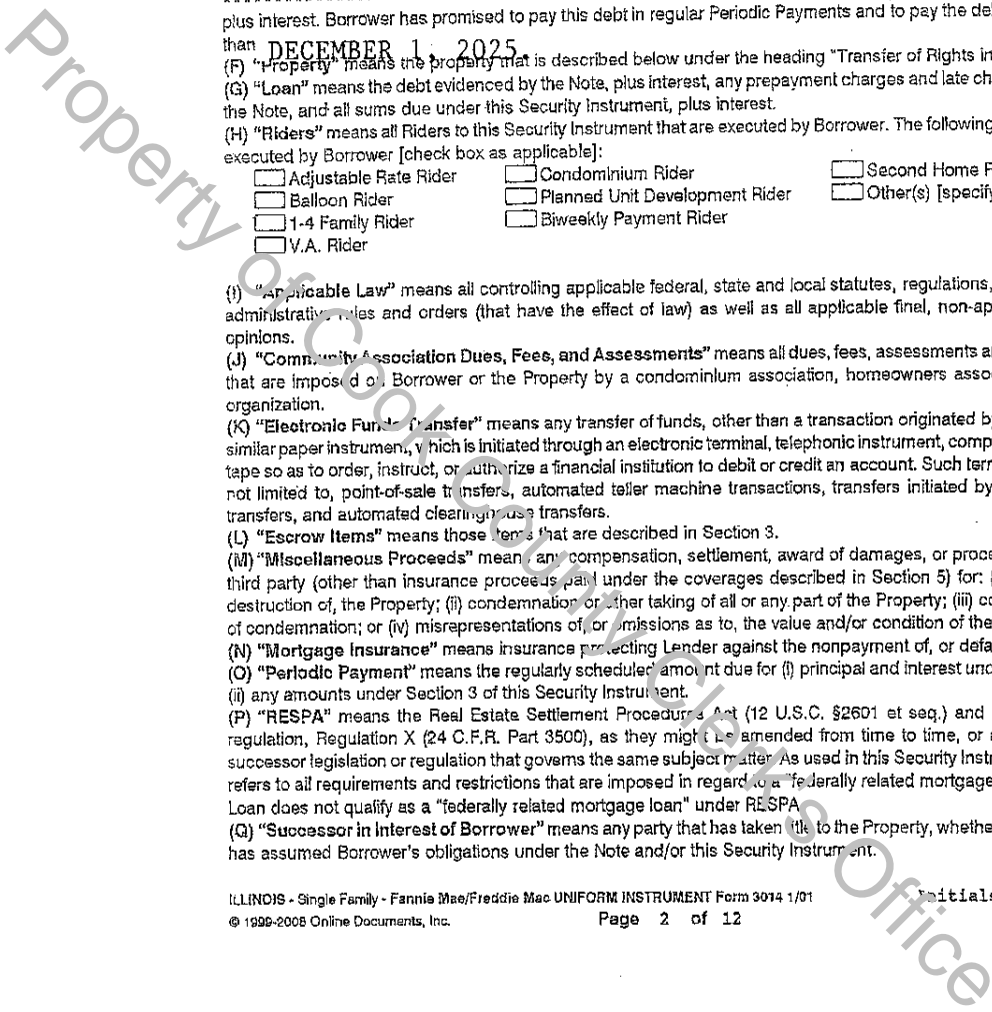 plus interest. Borrower has promised to pay this debt in regular Periodic Payments and to pay the de
than DECEMBER 1, 2025.
(F) "Property" means the property that is described below under the heading "Transfer of Rights in
(G) "Loan" means the debt evidenced by the Note, plus interest, any prepayment charges and late ch
the Note, and all sums due under this Security Instrument, plus interest.
(H) "Riders" means all Riders to this Security Instrument that are executed by Borrower. The following
executed by Borrower [check box as applicable]:
Adjustable Rate Rider Condominium Rider Second Home
Balloon Rider Planned Unit Development Rider Other(s) [specify
1-4 Family Rider Biweekly Payment Rider
V.A. Rider
(I) "Applicable Law" means all controlling applicable federal, state and local statutes, regulations,
administrative rules and orders (that have the effect of law) as well as all applicable final, non-ap
opinions.
(J) "Community Association Dues, Fees, and Assessments" means all dues, fees, assessments a
that are imposed on Borrower or the Property by a condominium association, homeowners asso
organization.
(K) "Electronic Funds Transfer" means any transfer of funds, other than a transaction originated b
similar paper instrument, which is initiated through an electronic terminal, telephonic instrument, comp
tape so as to order, instruct, or authorize a financial institution to debit or credit an account. Such terr
not limited to, point-of-sale transfers, automated teller machine transactions, transfers initiated by
transfers, and automated clearinghouse transfers.
(L) "Escrow Items" means those items that are described in Section 3.
(M) "Miscellaneous Proceeds" means any compensation, settlement, award of damages, or proce
third party (other than insurance proceeds paid under the coverages described in Section 5) for:
destruction of, the Property; (ii) condemnation or other taking of all or any part of the Property; (iii) co
of condemnation; or (iv) misrepresentations of, or omissions as to, the value and/or condition of the
(N) "Mortgage Insurance" means insurance protecting Lender against the nonpayment of, or defa
(O) "Periodic Payment" means the regularly scheduled amount due for (i) principal and interest und
(ii) any amounts under Section 3 of this Security Instrument.
(P) "RESPA" means the Real Estate Settlement Procedures Act (12 U.S.C. §2601 et seq.) and
regulation, Regulation X (24 C.F.R. Part 3500), as they might be amended from time to time, or
successor legislation or regulation that governs the same subject matter. As used in this Security Instr
refers to all requirements and restrictions that are imposed in regard to a "federally related mortgage
Loan does not qualify as a "federally related mortgage loan" under RESPA.
(Q) "Successor in Interest of Borrower" means any party that has taken title to the Property, whethe
has assumed Borrower's obligations under the Note and/or this Security Instrument.
ILLINOIS - Single Family - Fannie Mae/Freddie Mac UNIFORM INSTRUMENT Form 3014 1/01 Initials
© 1999-2008 Online Documents, Inc. Page 2 of 12
Property of Cook County Clerk's Office